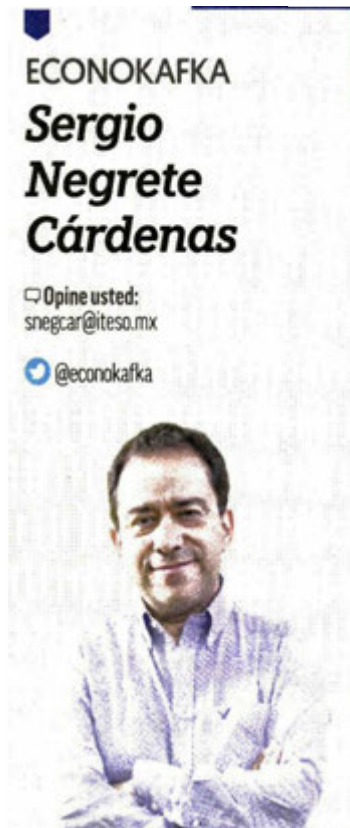 ECONOKAFKA
Sergio
Negrete
Cárdenas
Opine usted:
snegcar@iteso.mx
@econokafka